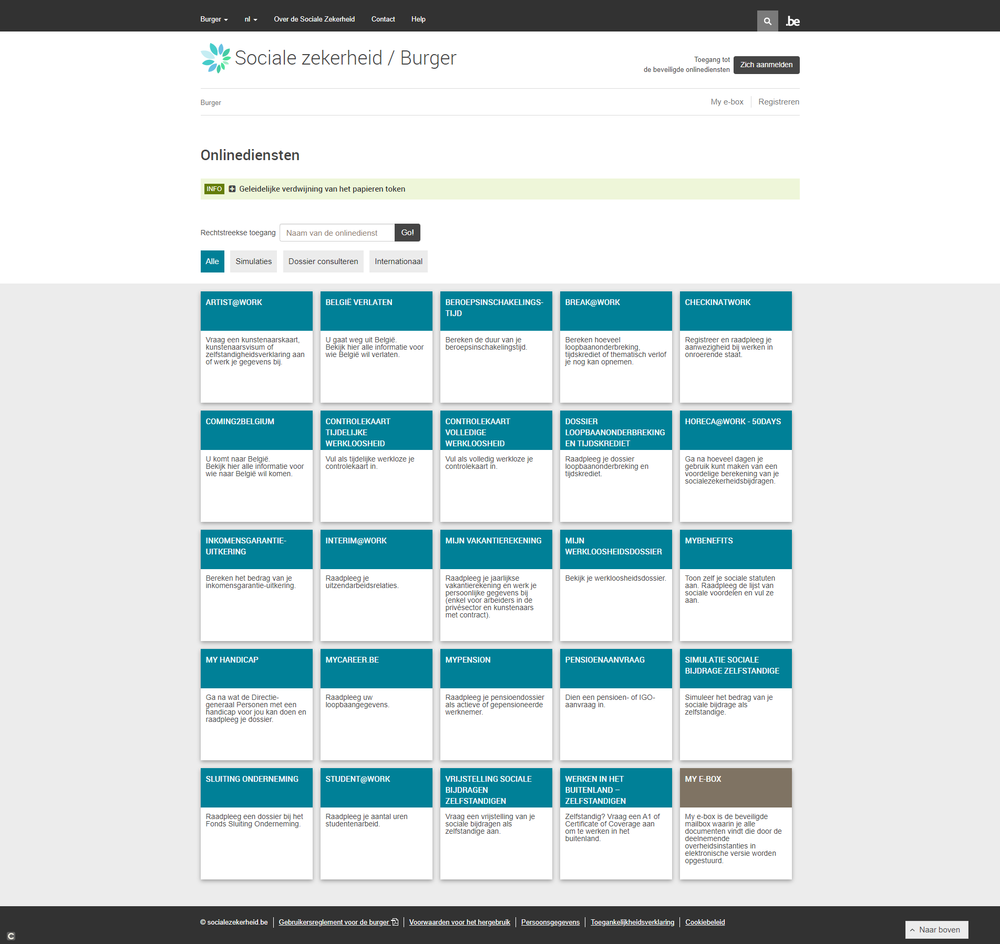 Burger
nl
Over de Sociale Zekerheid
Contact
Help
.be
Sociale zekerheid / Burger
Toegang tot
de beveiligde onlinediensten
Zich aanmelden
Burger
My e-box
Registreren
Onlinediensten
INFO Geleidelijke verdwijning van het papieren token
Rechtstreekse toegang
Naam van de onlinedienst
Go!
Alle
Simulaties
Dossier consulteren
Internationaal
ARTIST@WORK
Vraag een kunstenaarskaart,
kunstenaarsvisum of
zelfstandigheidsverklaring aan
of werk je gegevens bij.
BELGIË VERLATEN
U gaat weg uit België.
Bekijk hier alle informatie voor
wie België wil verlaten.
BEROEPSINSCHAKELINGS-
TIJD
Bereken de duur van je
beroepsinschakelingstijd.
BREAK@WORK
Bereken hoeveel
loopbaanonderbreking,
tijdskrediet of thematisch verlof
je nog kan opnemen.
CHECKINATWORK
Registreer en raadpleeg je
aanwezigheid bij werken in
onroerende staat.
COMING2BELGIUM
U komt naar België.
Bekijk hier alle informatie voor
wie naar België wil komen.
CONTROLEKAART
TIJDELIJKE
WERKLOOSHEID
Vul als tijdelijke werkloze je
controlekaart in.
CONTROLEKAART
VOLLEDIGE
WERKLOOSHEID
Vul als volledig werkloze je
controlekaart in.
DOSSIER
LOOPBAANONDERBREKING
EN TIJDSKREDIET
Raadpleeg je dossier
loopbaanonderbreking en
tijdskrediet.
HORECA@WORK - 50DAYS
Ga na hoeveel dagen je
gebruik kunt maken van een
voordelige berekening van je
socialezekerheidsbijdragen.
INKOMENSGARANTIE-
UITKERING
Bereken het bedrag van je
inkomensgarantie-uitkering.
INTERIM@WORK
Raadpleeg je
uitzendarbeidsrelaties.
MIJN VAKANTIEREKENING
Raadpleeg je jaarlijkse
vakantierekening en werk je
persoonlijke gegevens bij
(enkel voor arbeiders in de
privésector en kunstenaars
met contract).
MIJN
WERKLOOSHEIDSDOSSIER
Bekijk je werkloosheidsdossier.
MYBENEFITS
Toon zelf je sociale statuten
aan. Raadpleeg de lijst van
sociale voordelen en vul ze
aan.
MY HANDICAP
Ga na wat de Directie-
generaal Personen met een
handicap voor jou kan doen en
raadpleeg je dossier.
MYCAREER.BE
Raadpleeg uw
loopbaangegevens.
MYPENSION
Raadpleeg je pensioendossier
als actieve of gepensioneerde
werknemer.
PENSIOENAANVRAAG
Dien een pensioen- of IGO-
aanvraag in.
SIMULATIE SOCIALE
BIJDRAGE ZELFSTANDIGE
Simuleer het bedrag van je
sociale bijdrage als
zelfstandige.
SLUITING ONDERNEMING
Raadpleeg een dossier bij het
Fonds Sluiting Onderneming.
STUDENT@WORK
Raadpleeg je aantal uren
studentenarbeid.
VRIJSTELLING SOCIALE
BIJDRAGEN
ZELFSTANDIGEN
Vraag een vrijstelling van je
sociale bijdragen als
zelfstandige aan.
WERKEN IN HET
BUITENLAND –
ZELFSTANDIGEN
Zelfstandig? Vraag een A1 of
Certificate of Coverage aan
om te werken in het
buitenland.
MY E-BOX
My e-box is de beveiligde
mailbox waarin je alle
documenten vindt die door de
deelnemende
overheidsinstanties in
elektronische versie worden
opgestuurd.
© socialezekerheid.be
Gebruikersreglement voor de burger
Voorwaarden voor het hergebruik
Persoonsgegevens
Toegankelijkheidsverklaring
Cookiebeleid
Naar boven
C